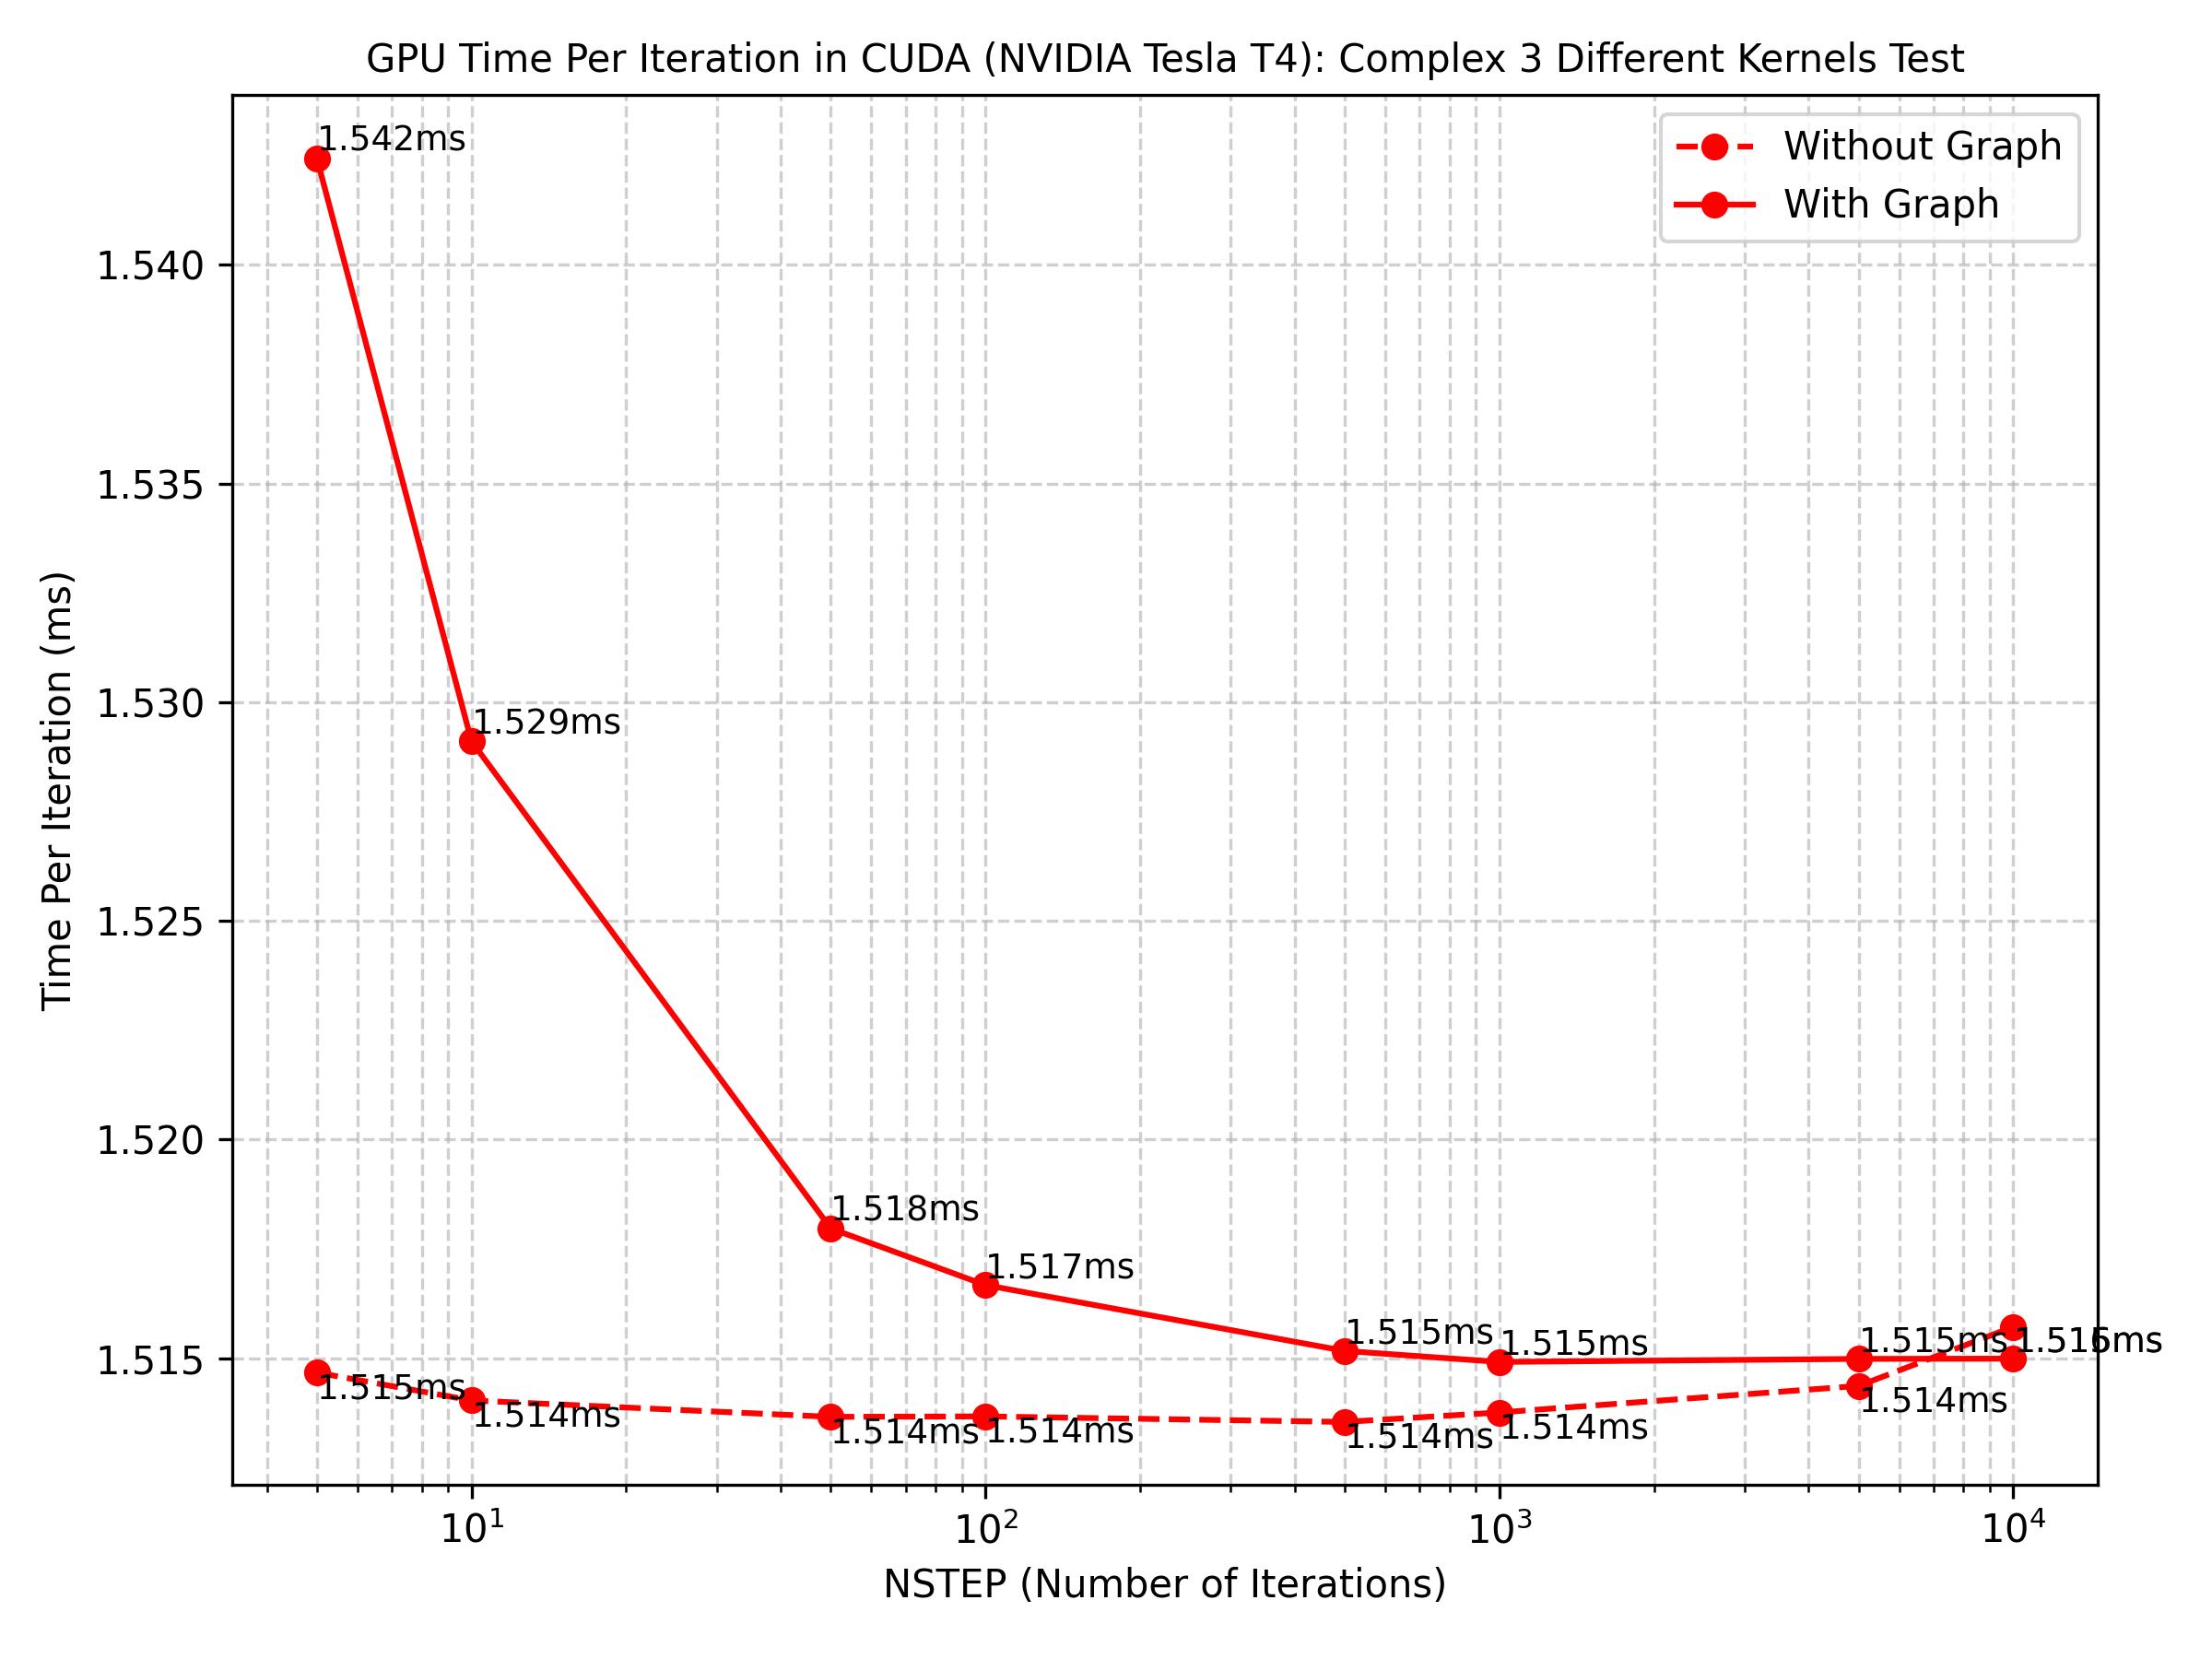 GPU Time Per Iteration in CUDA (NVIDIA Tesla T4): Complex 3 Different Kernels Test
Without Graph
With Graph
Time Per Iteration (ms)
1.540
1.535
1.530
1.525
1.520
1.515
1.542ms
1.529ms
1.518ms
1.517ms
1.515ms
1.515ms
1.515ms
1.515ms
1.514ms
1.514ms
1.514ms
1.514ms
1.514ms
1.514ms
10¹
10²
10³
10⁴
NSTEP (Number of Iterations)